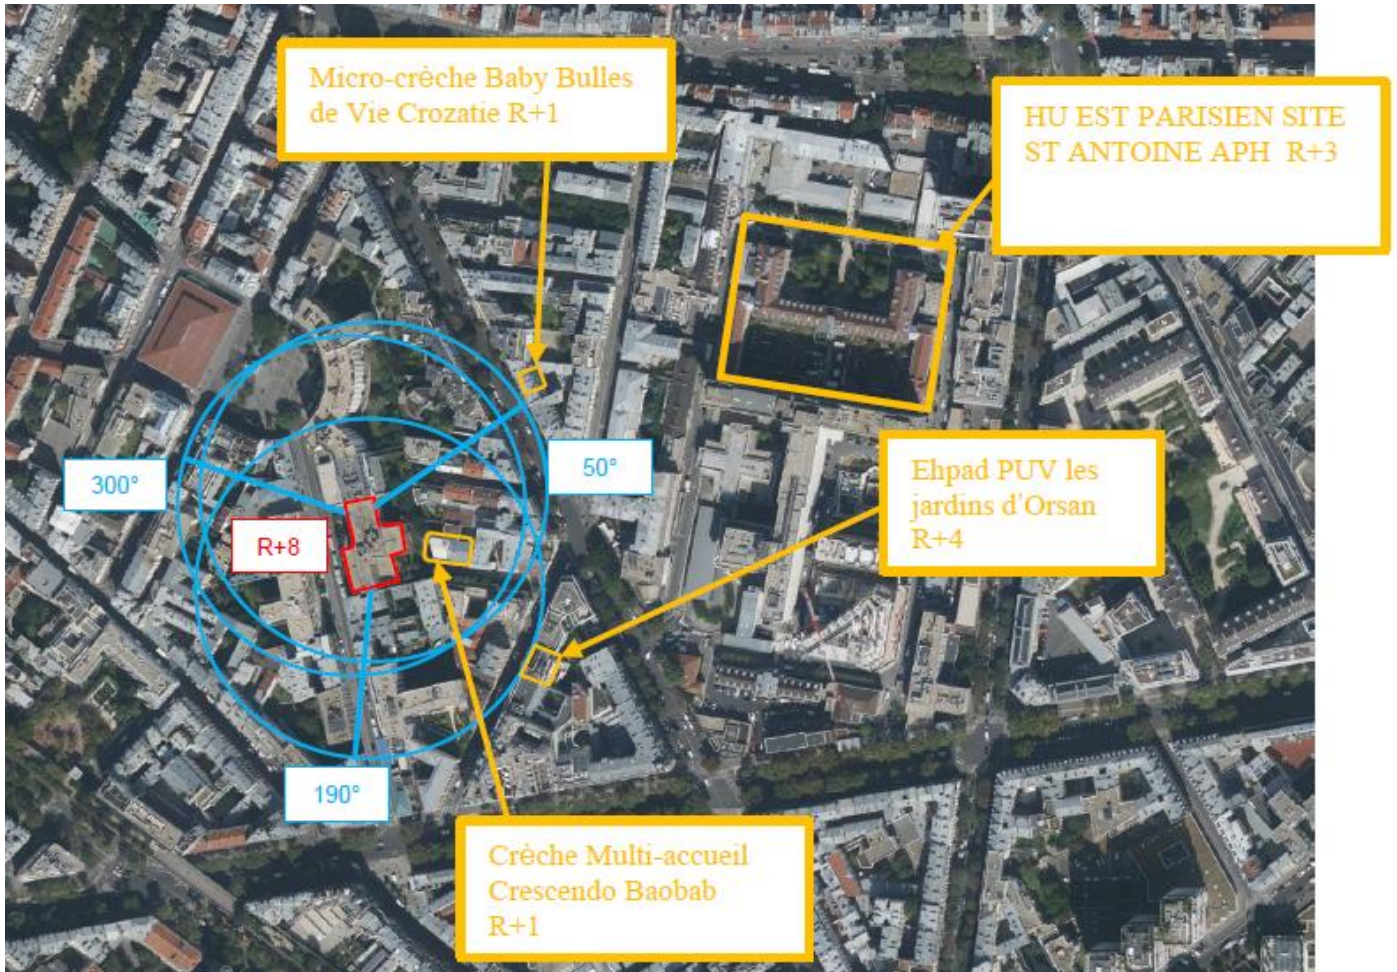 Micro-crèche Baby Bulles
de Vie Crozatie R+1
HU EST PARISIEN SITE
ST ANTOINE APH R+3
300°
50°
R+8
Ehpad PUV les
jardins d'Orsan
R+4
190°
Crèche Multi-accueil
Crescendo Baobab
R+1